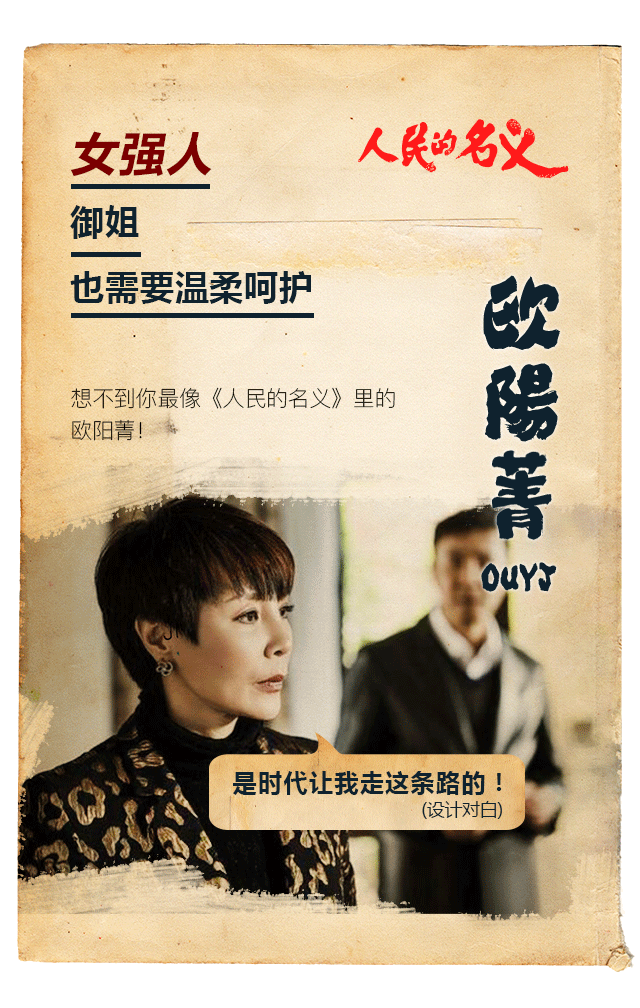 女强人
人民的名义
御姐
也需要温柔呵护
欧陽菁
OUYJ
想不到你最像《人民的名义》里的
欧阳菁!
是时代让我走这条路的!
(设计对白)